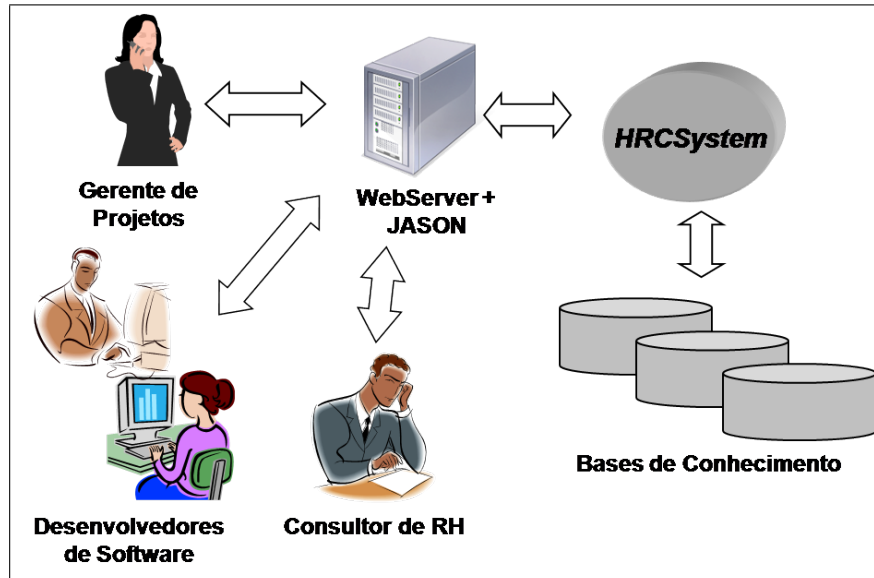 Gerente de
Projetos
WebServer +
JASON
HRCSystem
Desenvolvedores
de Software
Consultor de RH
Bases de Conhecimento